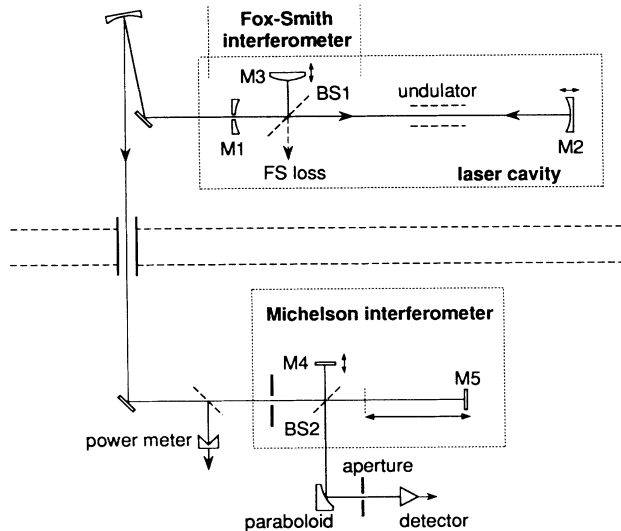 Fox-Smith
interferometer
M3
BS1
undulator
M1
M2
FS loss
laser cavity
Michelson interferometer
M4
M5
BS2
power meter
aperture
paraboloid
detector